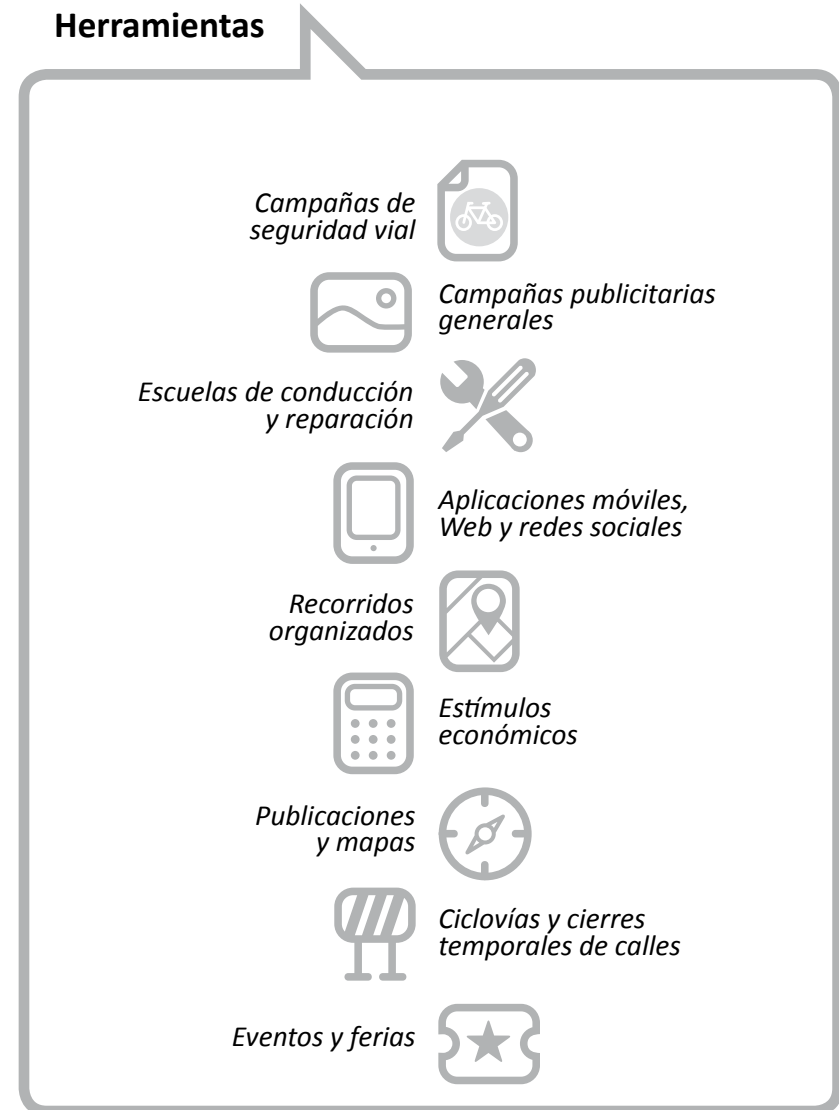 Herramientas
Campañas de
seguridad vial
Campañas publicitarias
generales
Escuelas de conducción
y reparación
Aplicaciones móviles,
Web y redes sociales
Recorridos
organizados
Estímulos
económicos
Publicaciones
y mapas
Ciclovías y cierres
temporales de calles
Eventos y ferias